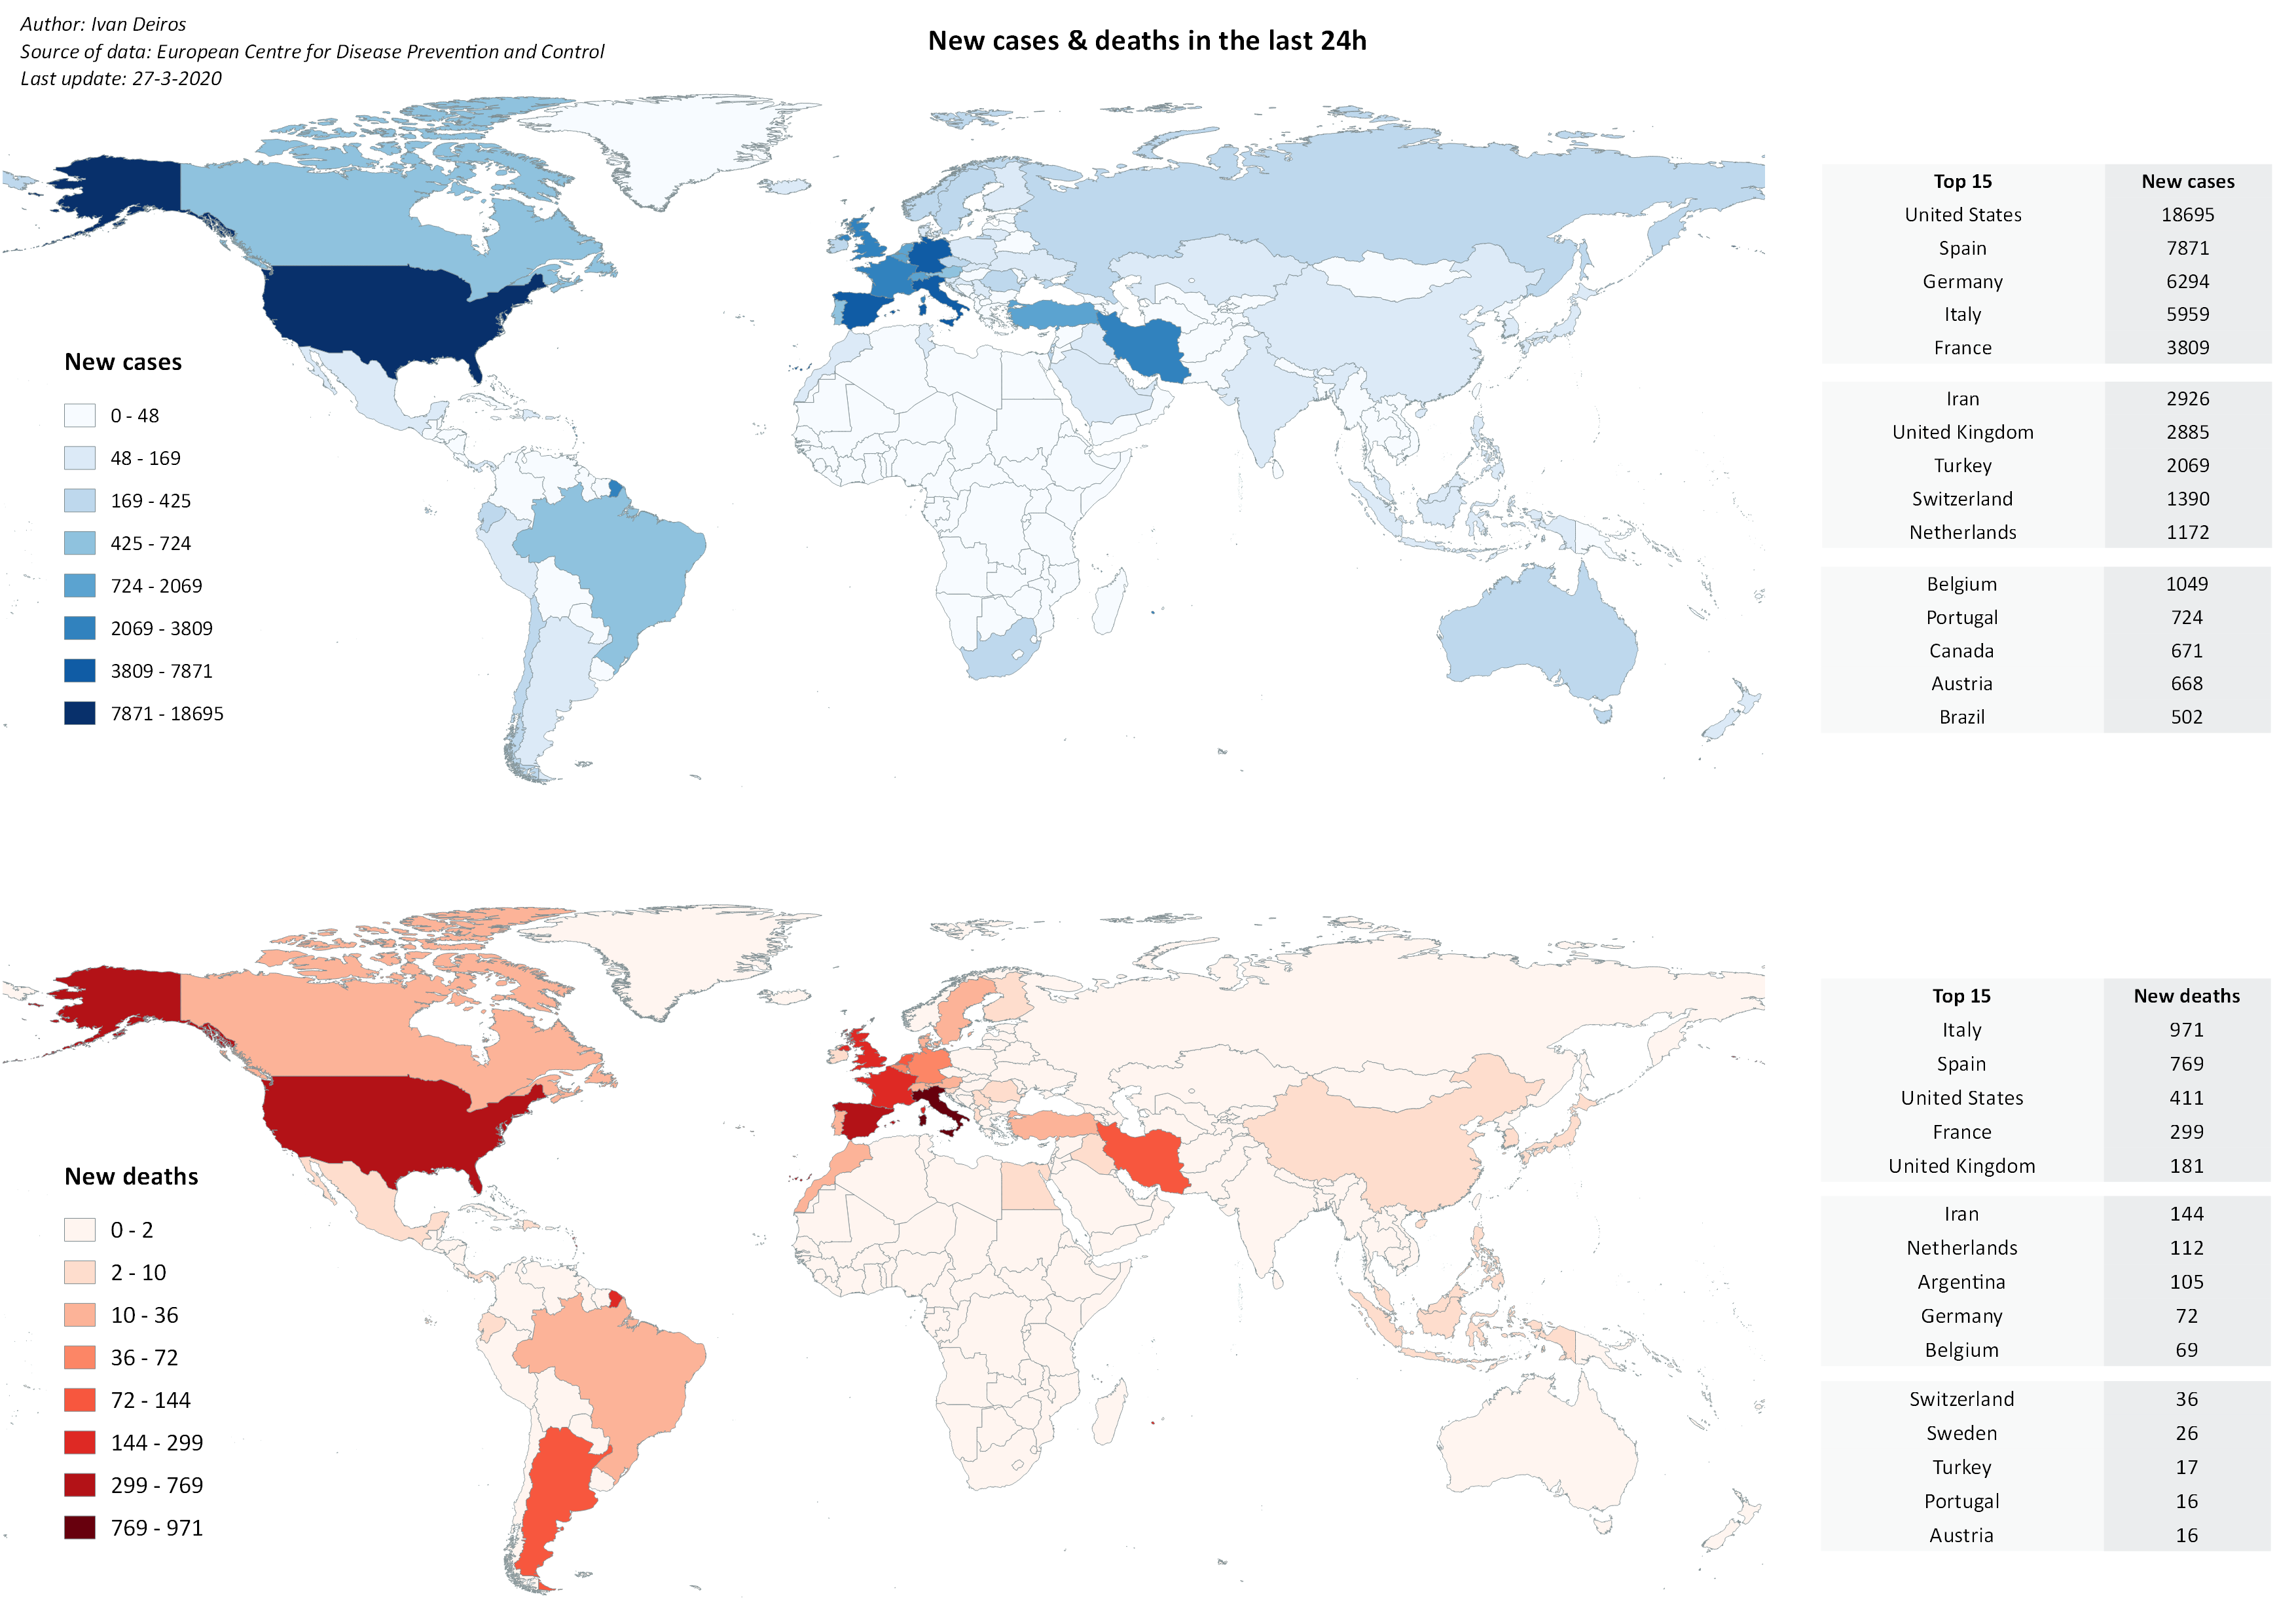 Author: Ivan Deiros
Source of data: European Centre for Disease Prevention and Control
Last update: 27-3-2020
New cases & deaths in the last 24h
New cases
0 - 48
48 - 169
169 - 425
425 - 724
724 - 2069
2069 - 3809
3809 - 7871
7871 - 18695
Top 15 New cases
United States 18695
Spain 7871
Germany 6294
Italy 5959
France 3809
Iran 2926
United Kingdom 2885
Turkey 2069
Switzerland 1390
Netherlands 1172
Belgium 1049
Portugal 724
Canada 671
Austria 668
Brazil 502
New deaths
0 - 2
2 - 10
10 - 36
36 - 72
72 - 144
144 - 299
299 - 769
769 - 971
Top 15 New deaths
Italy 971
Spain 769
United States 411
France 299
United Kingdom 181
Iran 144
Netherlands 112
Argentina 105
Germany 72
Belgium 69
Switzerland 36
Sweden 26
Turkey 17
Portugal 16
Austria 16